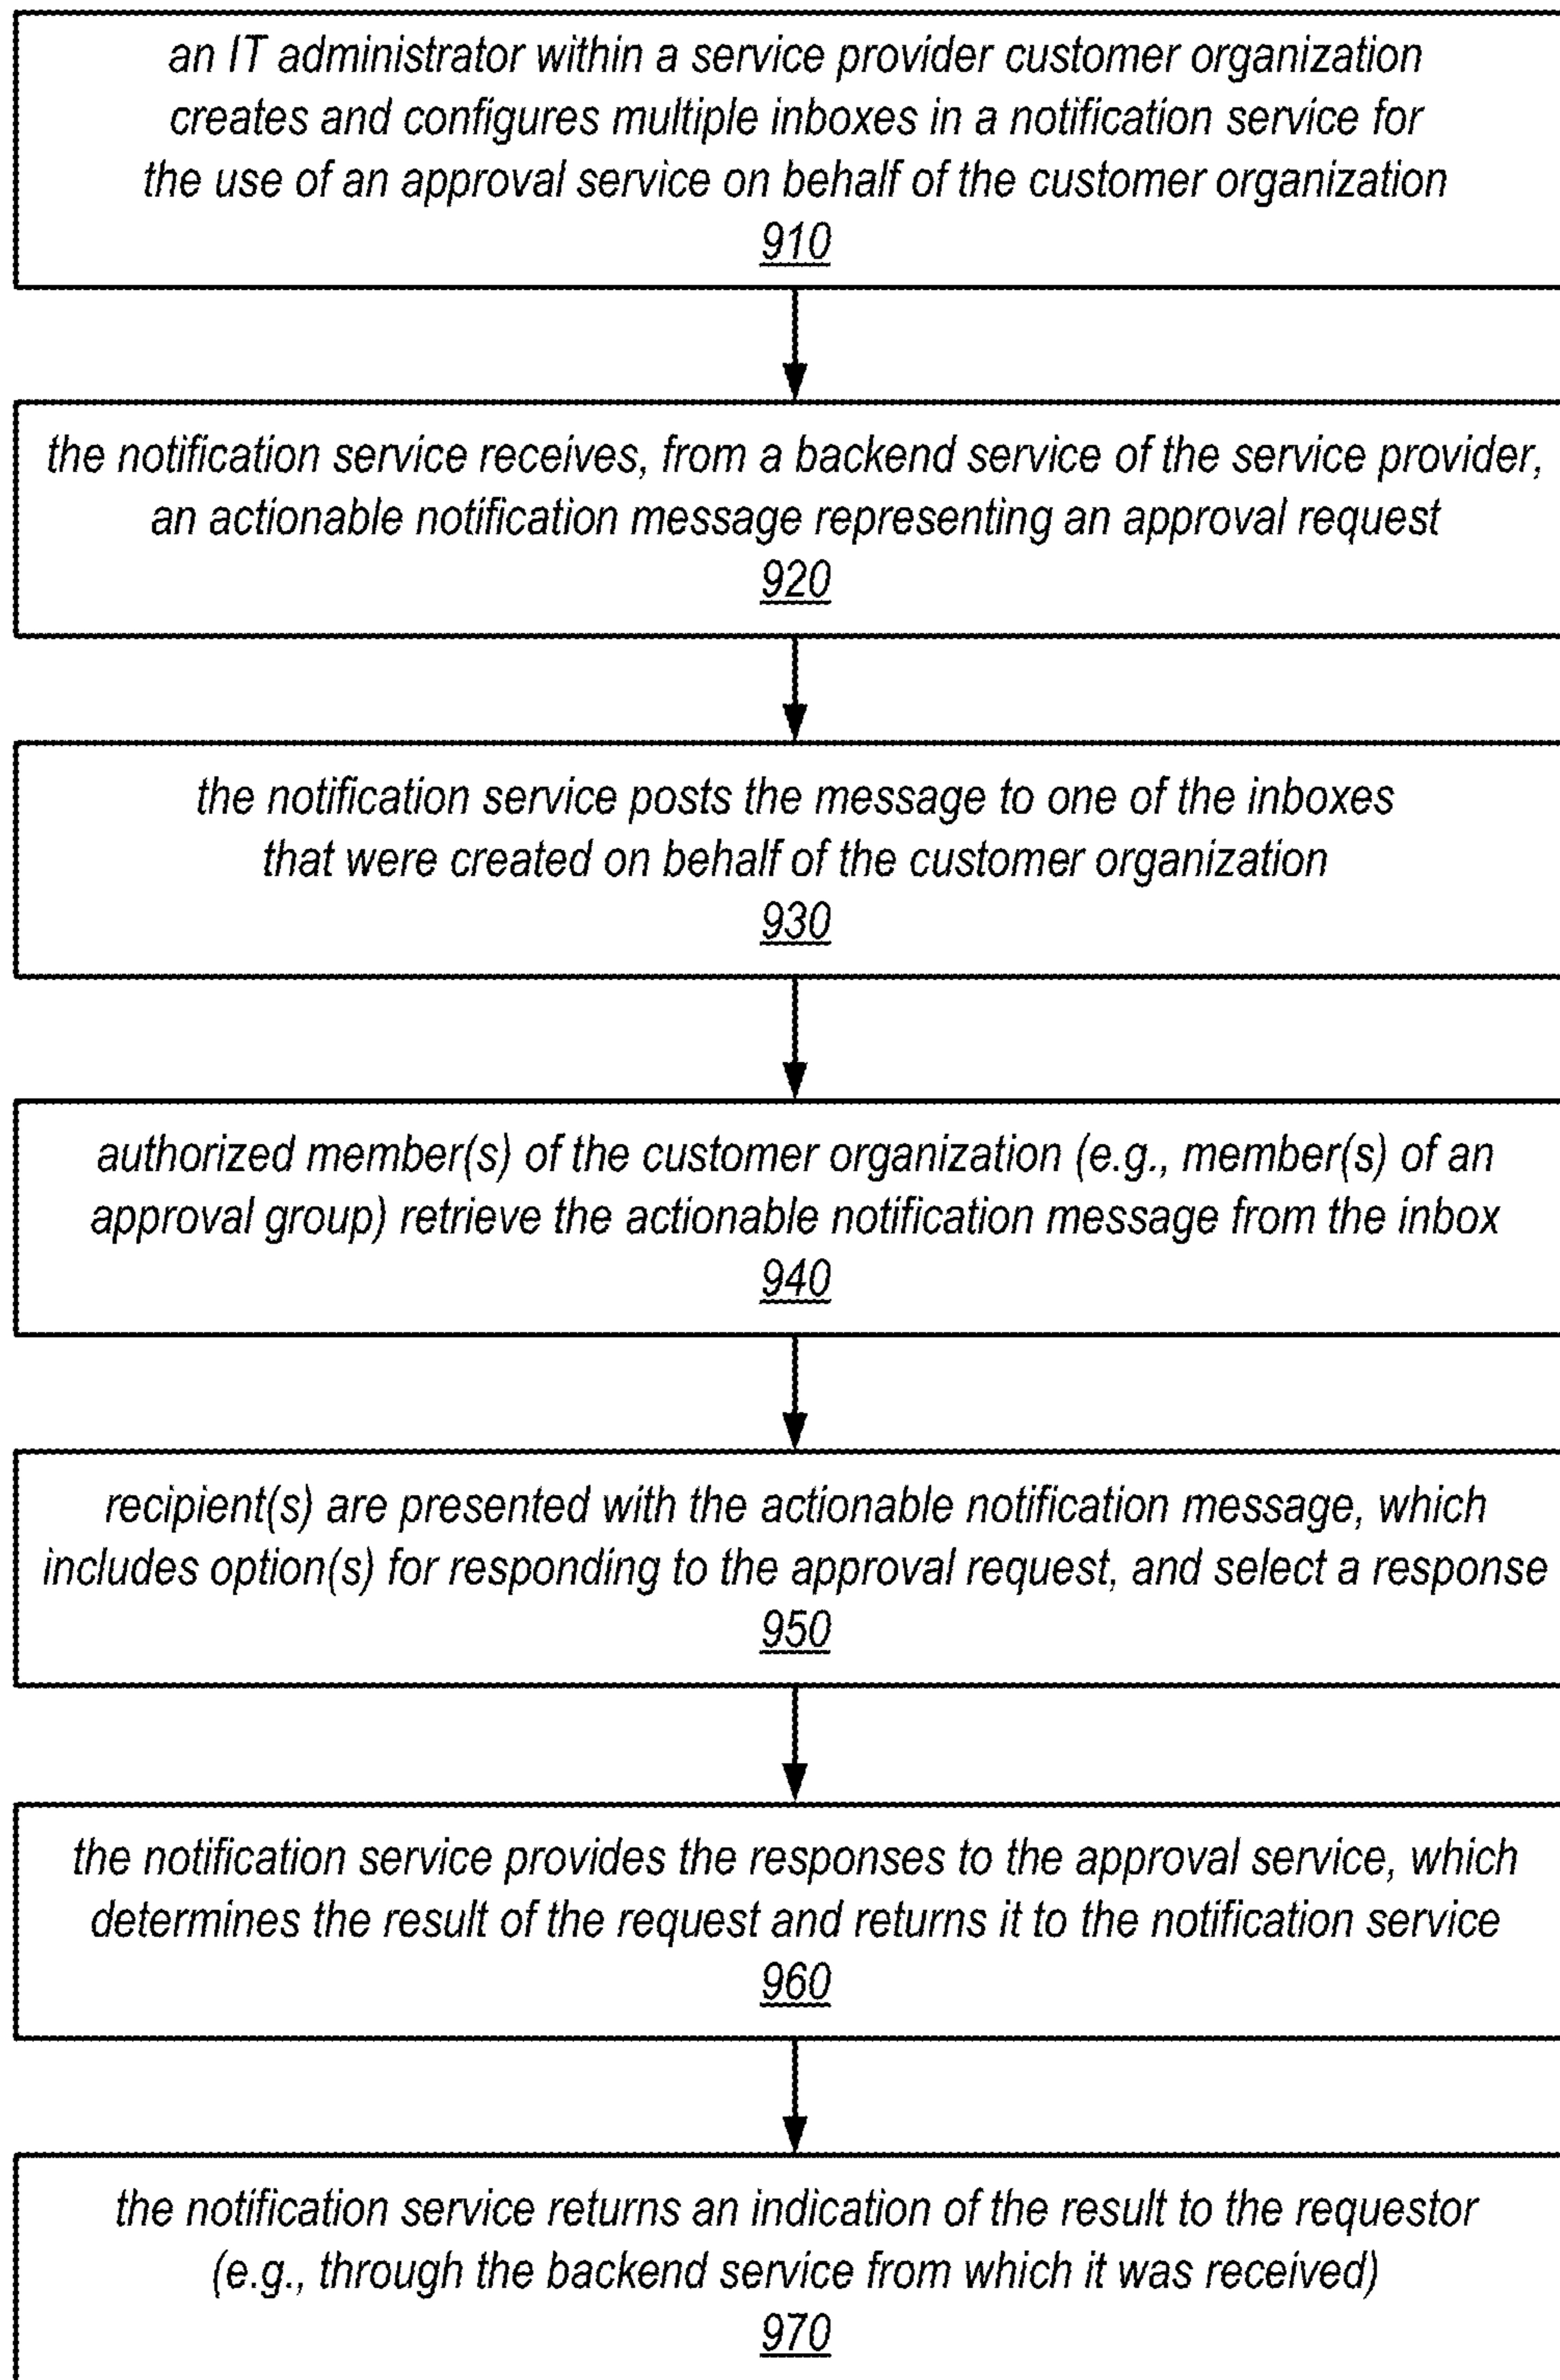 an IT administrator within a service provider customer organization
creates and configures multiple inboxes in a notification service for
the use of an approval service on behalf of the customer organization
910
the notification service receives, from a backend service of the service provider,
an actionable notification message representing an approval request
920
the notification service posts the message to one of the inboxes
that were created on behalf of the customer organization
930
authorized member(s) of the customer organization (e.g., member(s) of an
approval group) retrieve the actionable notification message from the inbox
940
recipient(s) are presented with the actionable notification message, which
includes option(s) for responding to the approval request, and select a response
950
the notification service provides the responses to the approval service, which
determines the result of the request and returns it to the notification service
960
the notification service returns an indication of the result to the requestor
(e.g., through the backend service from which it was received)
970